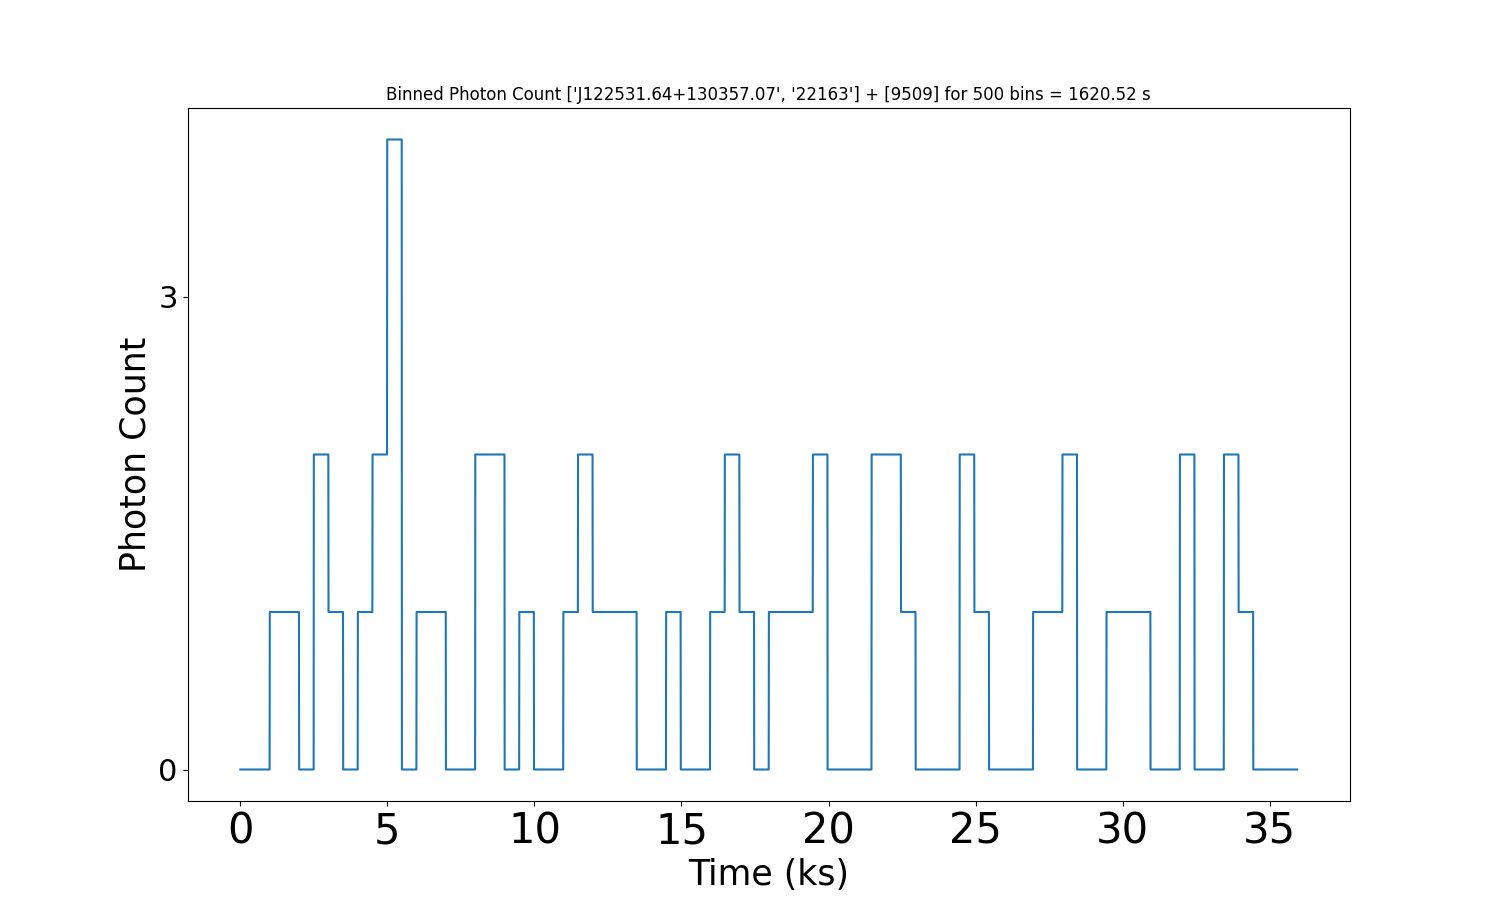 Binned Photon Count ['J122531.64+130357.07', '22163'] + [9509] for 500 bins = 1620.52 s
3
0
Photon Count
0 5 10 15 20 25 30 35
Time (ks)